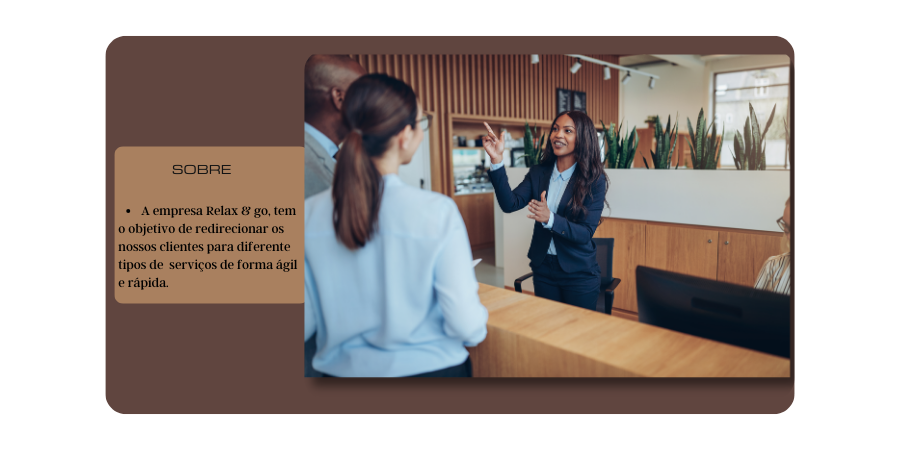 SOBRE
• A empresa Relax & go, tem
o objetivo de redirecionar os
nossos clientes para diferente
tipos de serviços de forma ágil
e rápida.